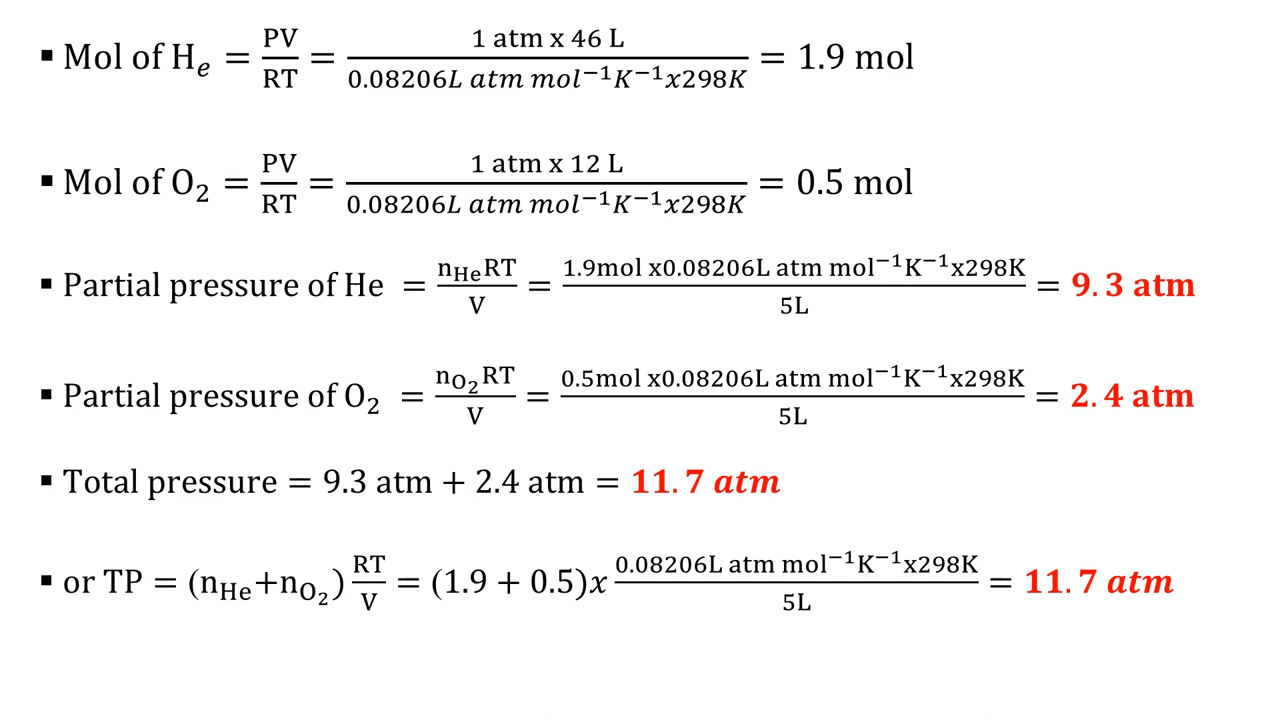 ▪ Mol of Hₑ = PV/RT = (1 atm x 46 L)/(0.08206L atm mol⁻¹K⁻¹x298K) = 1.9 mol
▪ Mol of O₂ = PV/RT = (1 atm x 12 L)/(0.08206L atm mol⁻¹K⁻¹x298K) = 0.5 mol
▪ Partial pressure of He = n_He RT/V = (1.9mol x0.08206L atm mol⁻¹K⁻¹x298K)/5L = 9.3 atm
▪ Partial pressure of O₂ = n_O₂ RT/V = (0.5mol x0.08206L atm mol⁻¹K⁻¹x298K)/5L = 2.4 atm
▪ Total pressure = 9.3 atm + 2.4 atm = 11.7 atm
▪ or TP = (n_He+n_O₂) RT/V = (1.9 + 0.5)x (0.08206L atm mol⁻¹K⁻¹x298K)/5L = 11.7 atm